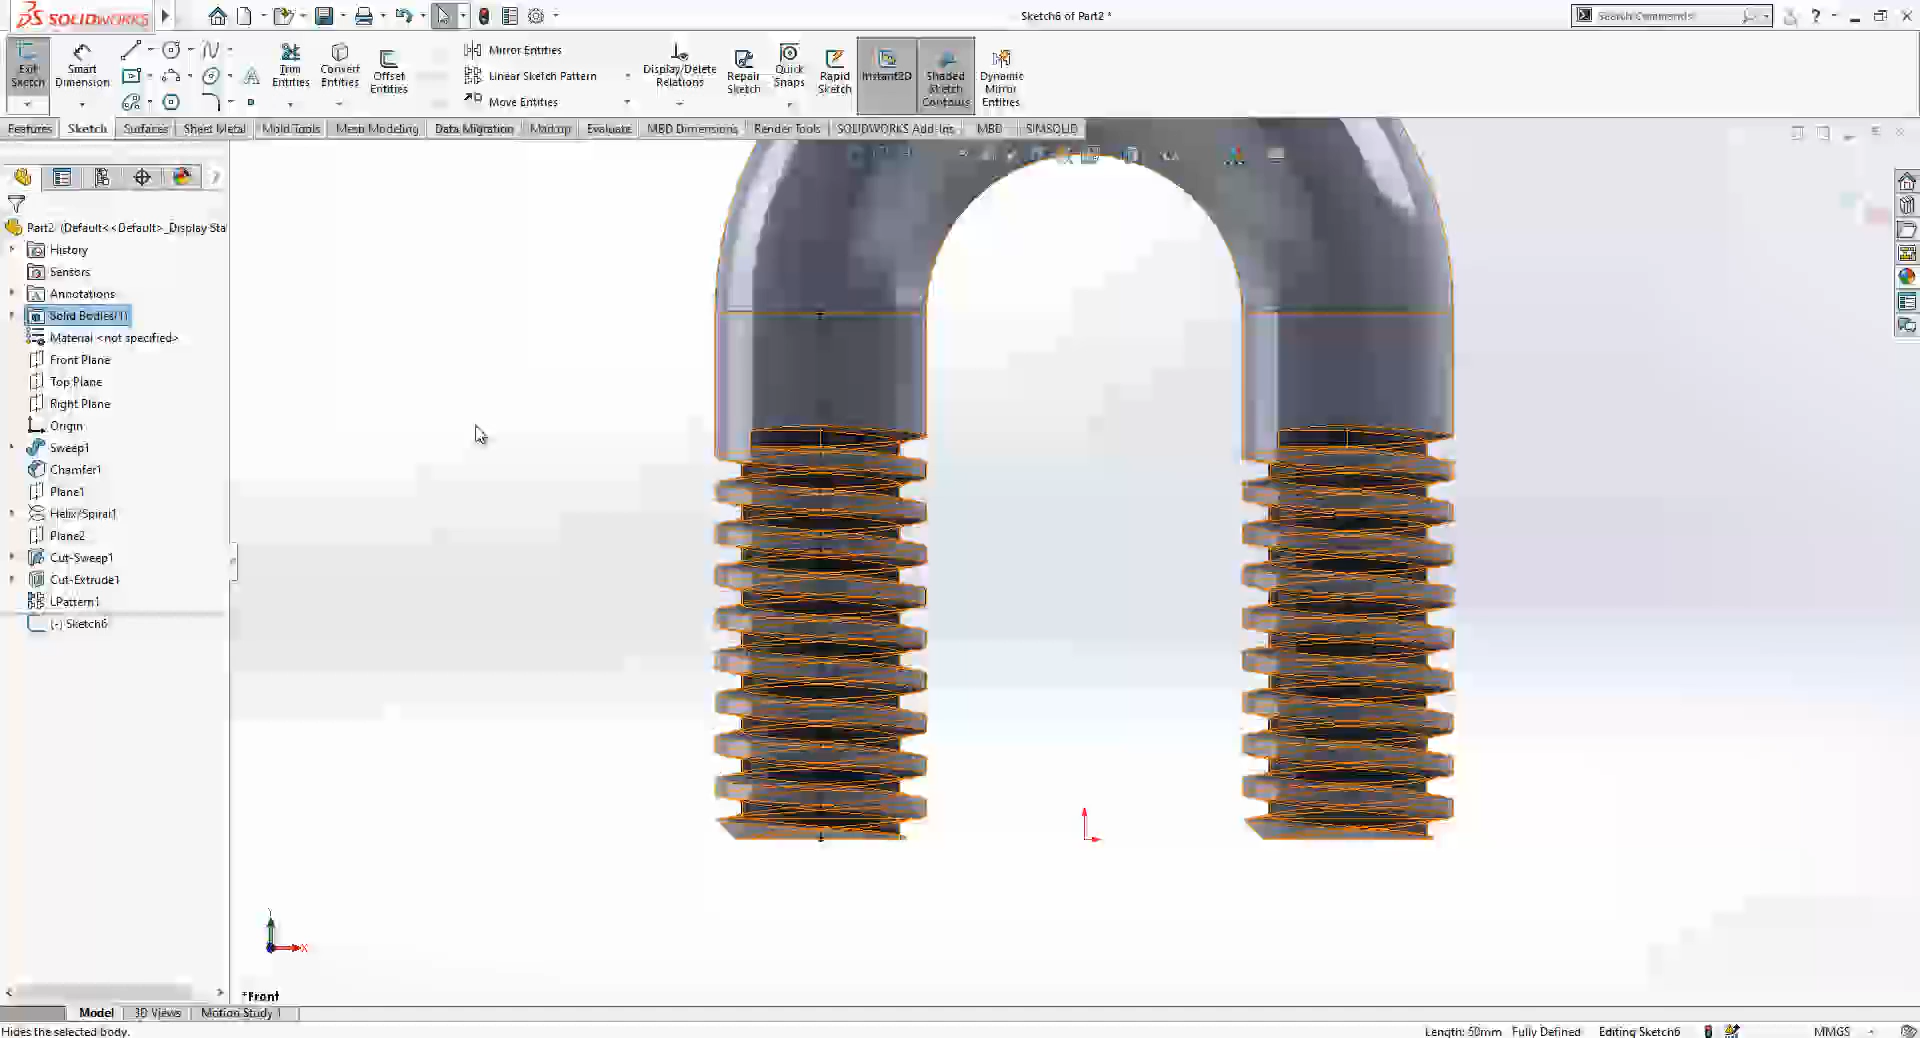 SOLIDWORKS
Sketch6 of Part2 *
Search Commands
Exit Sketch
Smart Dimension
Trim Entities
Convert Entities
Offset Entities
Mirror Entities
Linear Sketch Pattern
Move Entities
Display/Delete Relations
Repair Sketch
Quick Snaps
Rapid Sketch
Instant2D
Shaded Sketch Contours
Dynamic Mirror Entities
Features
Sketch
Surfaces
Sheet Metal
Mold Tools
Mesh Modeling
Data Migration
Markup
Evaluate
MBD Dimensions
Render Tools
SOLIDWORKS Add-Ins
MBD
SIMSOLID
Part2 (Default<<Default>_Display Sta
History
Sensors
Annotations
Solid Bodies(1)
Material <not specified>
Front Plane
Top Plane
Right Plane
Origin
Sweep1
Chamfer1
Plane1
Helix/Spiral1
Plane2
Cut-Sweep1
Cut-Extrude1
LPattern1
(-) Sketch6
Y
X
*Front
Model
3D Views
Motion Study 1
Hides the selected body.
Length: 50mm
Fully Defined
Editing Sketch6
MMGS